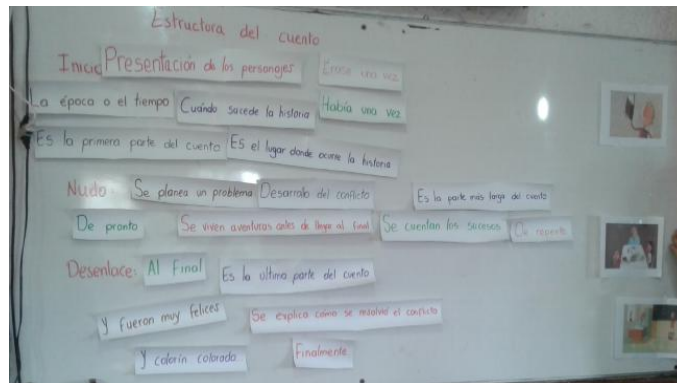 Estructura del cuento
Inicio Presentación de los personajes Érase una vez
La época o el tiempo Cuándo sucede la historia Había una vez
Es la primera parte del cuento Es el lugar donde ocurre la historia
Nudo: Se planea un problema Desarrollo del conflicto Es la parte más larga del cuento
De pronto Se viven aventuras antes de llegar al final Se cuentan los sucesos De repente
Desenlace: Al Final Es la última parte del cuento
Y fueron muy felices Se explica cómo se resolvió el conflicto
Y colorín colorado Finalmente